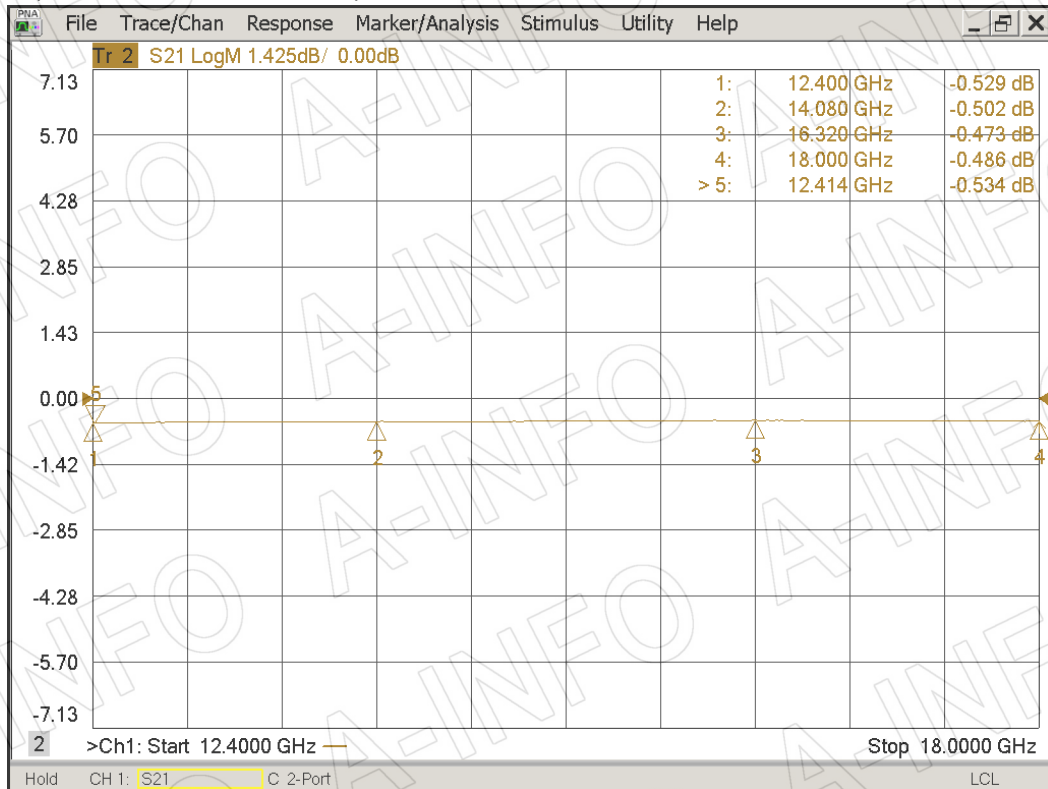 PNA
File Trace/Chan Response Marker/Analysis Stimulus Utility Help
Tr 2 S21 LogM 1.425dB/ 0.00dB
1: 12.400 GHz -0.529 dB
2: 14.080 GHz -0.502 dB
3: 16.320 GHz -0.473 dB
4: 18.000 GHz -0.486 dB
> 5: 12.414 GHz -0.534 dB
7.13
5.70
4.28
2.85
1.43
0.00
-1.42
-2.85
-4.28
-5.70
-7.13
5
1
2
3
4
2 >Ch1: Start 12.4000 GHz Stop 18.0000 GHz
Hold CH 1: S21 C 2-Port LCL
A-INFO
A-INFO
A-INFO
A-INFO
A-INFO
A-INFO